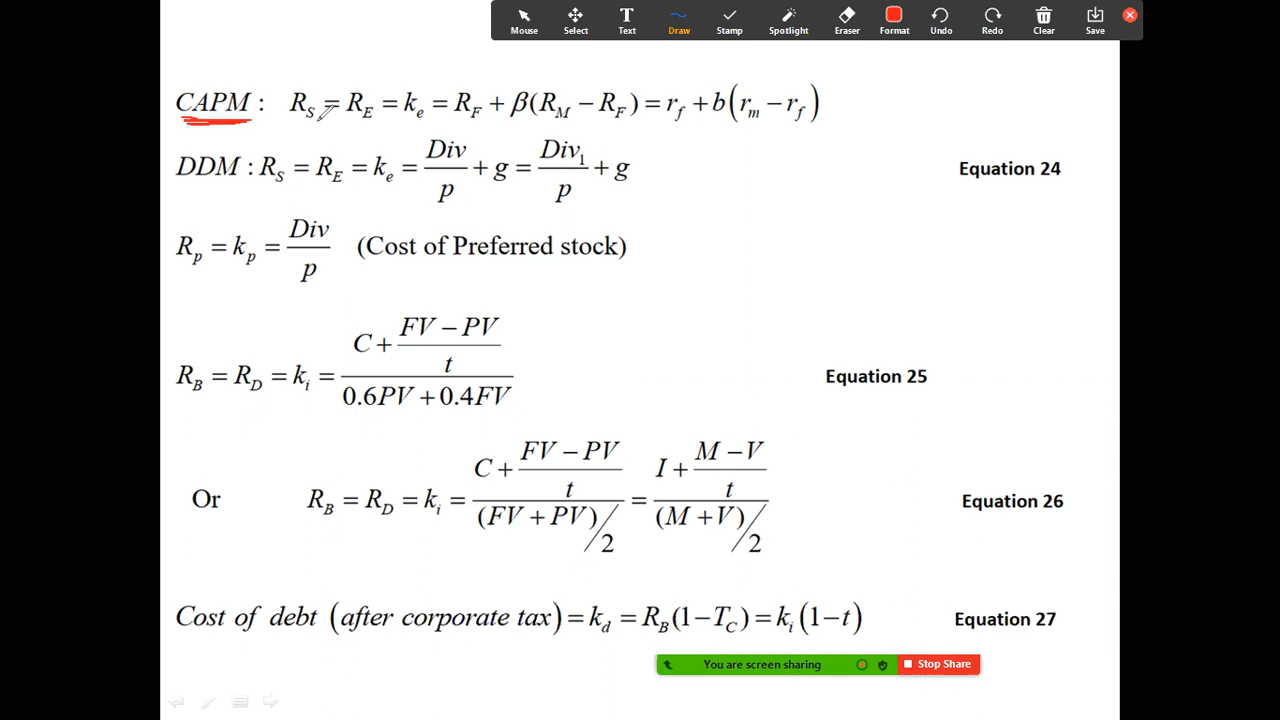 Mouse Select Text Draw Stamp Spotlight Eraser Format Undo Redo Clear Save
CAPM : R_S = R_E = k_e = R_F + β(R_M − R_F) = r_f + b(r_m − r_f)
DDM : R_S = R_E = k_e = Div/p + g = Div_1/p + g Equation 24
R_p = k_p = Div/p (Cost of Preferred stock)
R_B = R_D = k_i = (C + (FV − PV)/t)/(0.6PV + 0.4FV) Equation 25
Or R_B = R_D = k_i = (C + (FV − PV)/t)/((FV + PV)/2) = (I + (M − V)/t)/((M + V)/2) Equation 26
Cost of debt (after corporate tax) = k_d = R_B(1 − T_C) = k_i(1 − t) Equation 27
You are screen sharing Stop Share